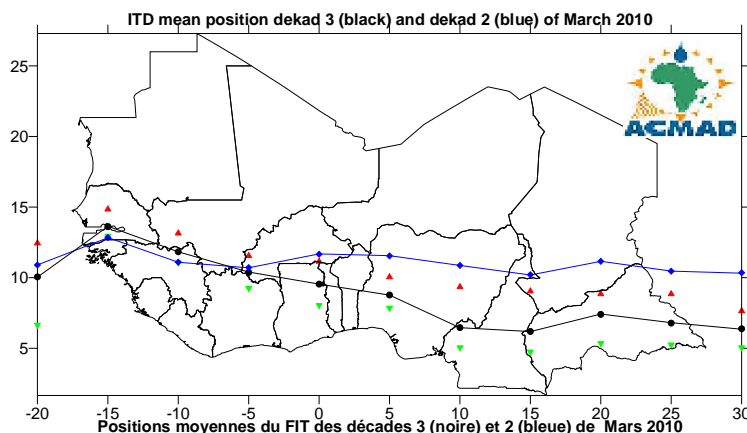 ITD mean position dekad 3 (black) and dekad 2 (blue) of March 2010
25
20
15
10
5
ACMAD
-20 -15 -10 -5 0 5 10 15 20 25 30
Positions moyennes du FIT des décades 3 (noire) et 2 (bleue) de Mars 2010